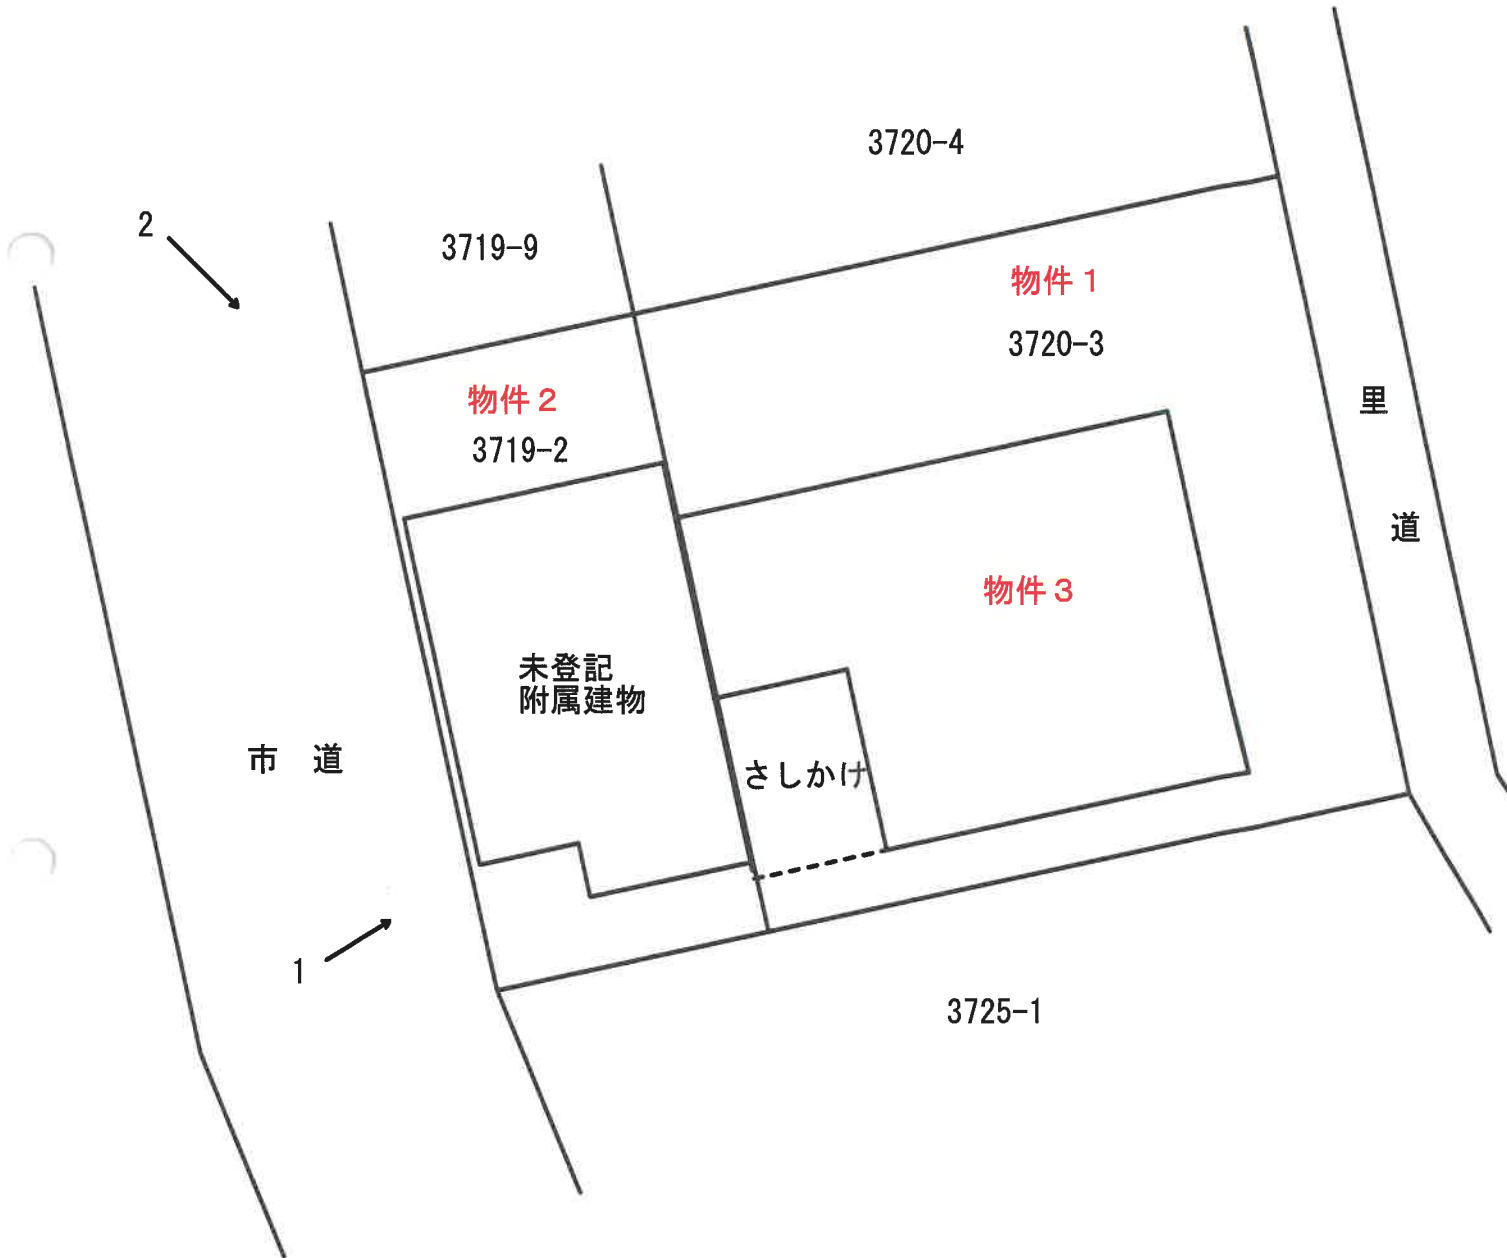 3720-4
2
3719-9
物件１
3720-3
物件２
3719-2
里
道
物件３
未登記
附属建物
市　道
さしかけ
1
3725-1